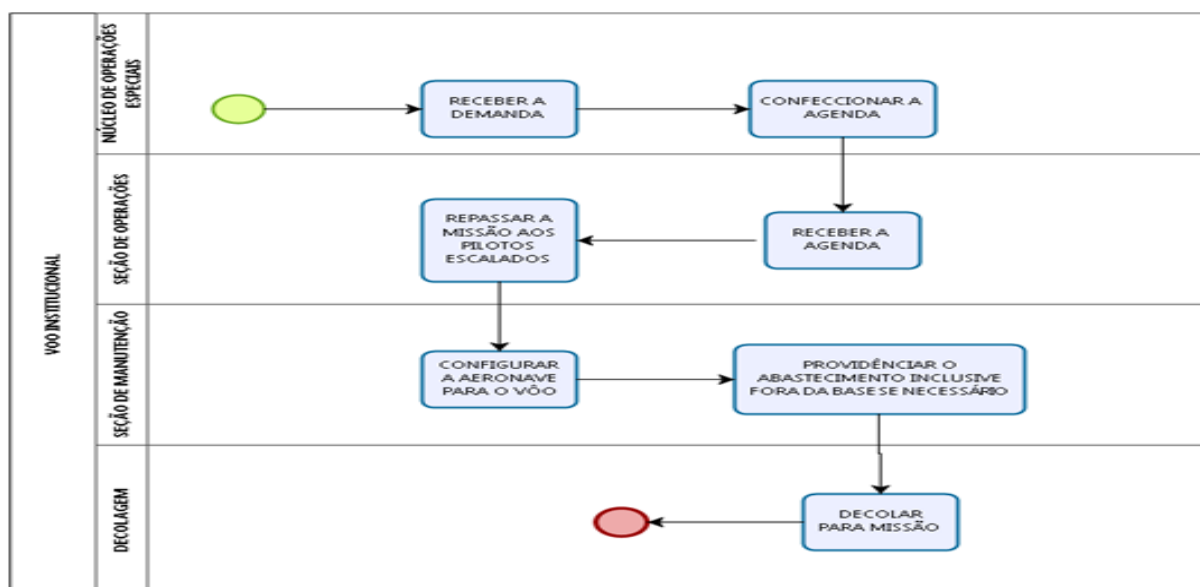 VOO INSTITUCIONAL
NÚCLEO DE OPERAÇÕES
ESPECIAIS
RECEBER A
DEMANDA
CONFECCIONAR A
AGENDA
SEÇÃO DE OPERAÇÕES
REPASSAR A
MISSÃO AOS
PILOTOS
ESCALADOS
RECEBER A
AGENDA
SEÇÃO DE MANUTENÇÃO
CONFIGURAR
A AERONAVE
PARA O VÔO
PROVIDÊNCIAR O
ABASTECIMENTO INCLUSIVE
FORA DA BASE SE NECESSÁRIO
DECOLAGEM
DECOLAR
PARA MISSÃO